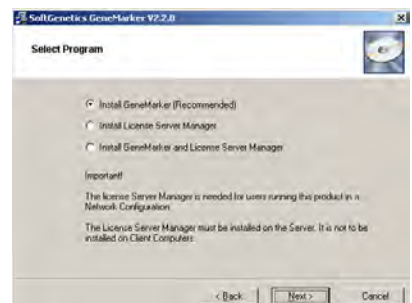 SoftGenetics GeneMarker V2.2.0
Select Program
Install GeneMarker (Recommended)
Install License Server Manager
Install GeneMarker and License Server Manager
Important!
The license Server Manager is needed for users running this product in a
Network Configuration.
The License Server Manager must be installed on the Server. It is not to be
installed on Client Computers.
< Back
Next >
Cancel